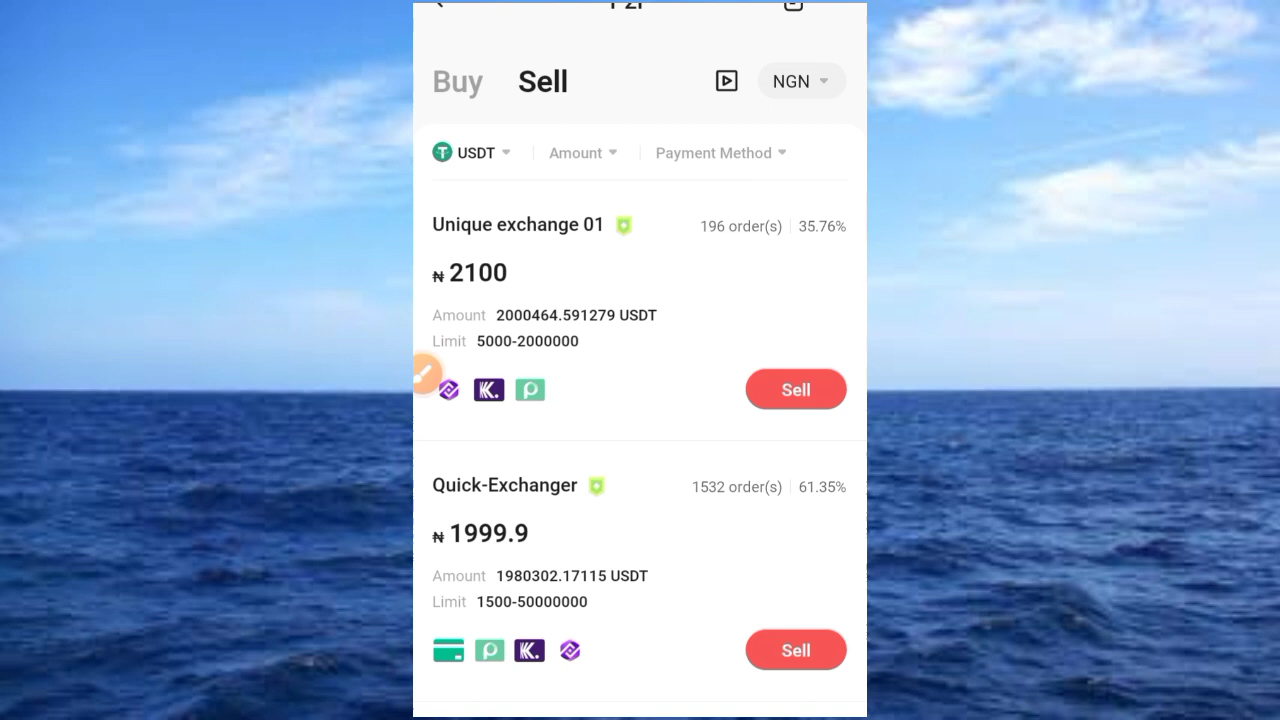 Buy Sell NGN
USDT Amount Payment Method
Unique exchange 01 196 order(s) 35.76%
₦ 2100
Amount 2000464.591279 USDT
Limit 5000-2000000
K. Sell
Quick-Exchanger 1532 order(s) 61.35%
₦ 1999.9
Amount 1980302.17115 USDT
Limit 1500-50000000
K. Sell